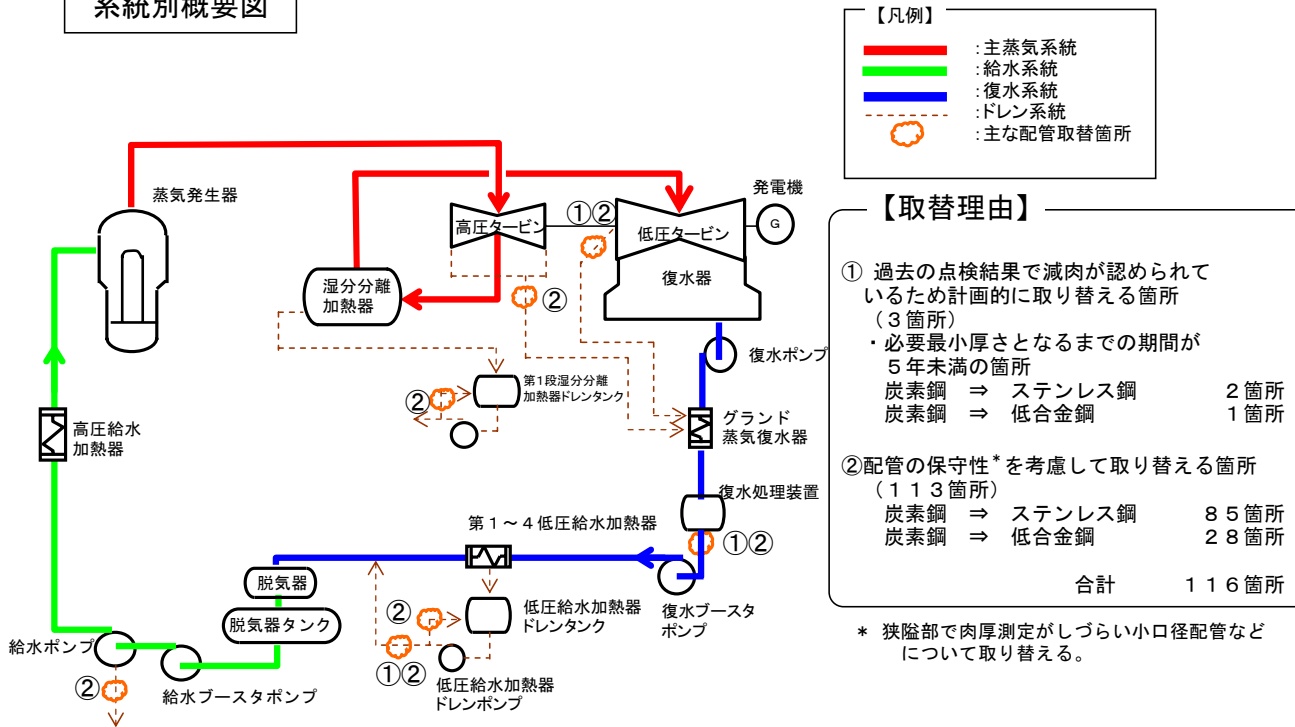 系統別概要図
【凡例】
:主蒸気系統
:給水系統
:復水系統
:ドレン系統
:主な配管取替箇所
蒸気発生器
高圧タービン
①②
低圧タービン
発電機
G
復水器
湿分分離
加熱器
②
復水ポンプ
第1段湿分分離
加熱器ドレンタンク
②
グランド
蒸気復水器
高圧給水
加熱器
復水処理装置
①②
第1~4低圧給水加熱器
復水ブースタ
ポンプ
脱気器
脱気器タンク
②
低圧給水加熱器
ドレンタンク
①②
低圧給水加熱器
ドレンポンプ
給水ポンプ
②
給水ブースタポンプ
【取替理由】
① 過去の点検結果で減肉が認められて
いるため計画的に取り替える箇所
(3箇所)
・必要最小厚さとなるまでの期間が
5年未満の箇所
炭素鋼 ⇒ ステンレス鋼 2箇所
炭素鋼 ⇒ 低合金鋼 1箇所
②配管の保守性*を考慮して取り替える箇所
(113箇所)
炭素鋼 ⇒ ステンレス鋼 85箇所
炭素鋼 ⇒ 低合金鋼 28箇所
合計 116箇所
* 狭隘部で肉厚測定がしづらい小口径配管など
について取り替える。